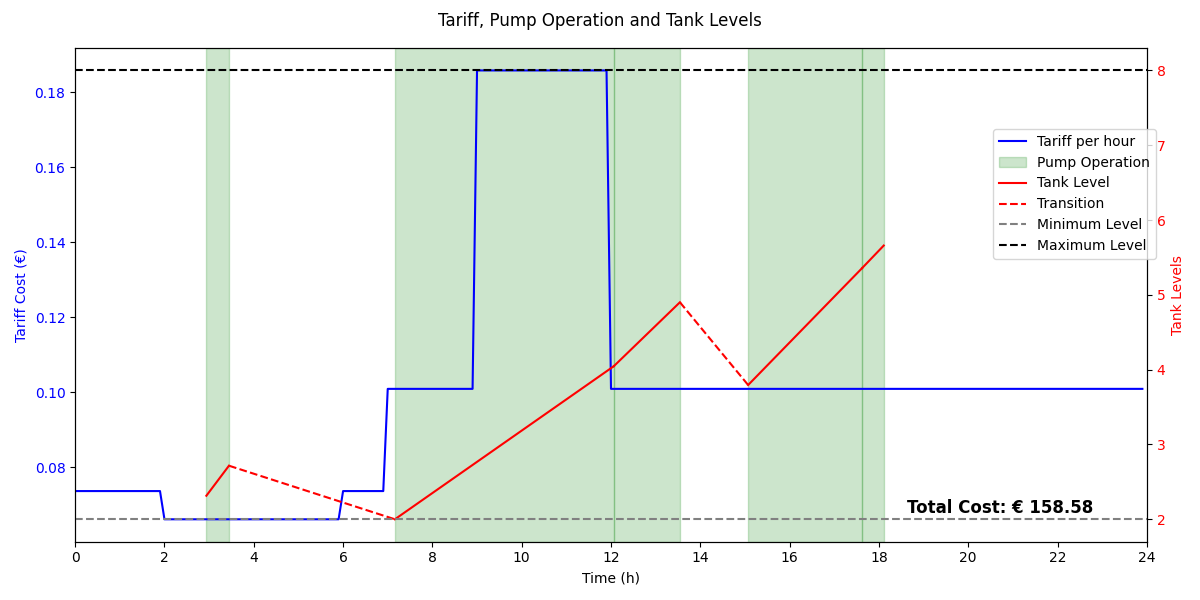 Tariff, Pump Operation and Tank Levels
0.18
0.16
0.14
0.12
0.10
0.08
Tariff Cost (€)
8
7
6
5
4
3
2
Tank Levels
Tariff per hour
Pump Operation
Tank Level
Transition
Minimum Level
Maximum Level
Total Cost: € 158.58
0 2 4 6 8 10 12 14 16 18 20 22 24
Time (h)